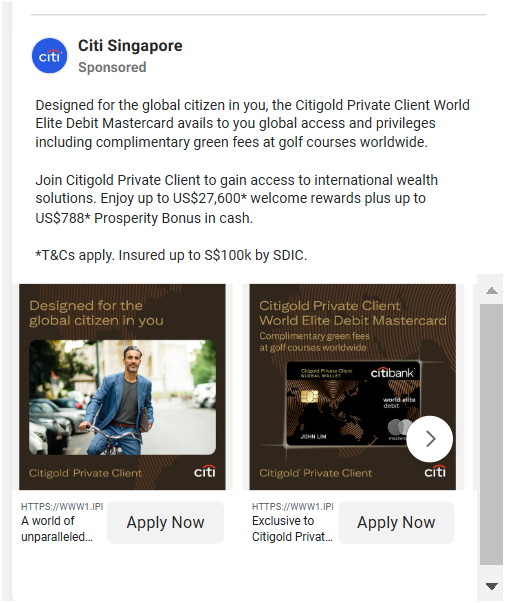 citi
Citi Singapore
Sponsored
Designed for the global citizen in you, the Citigold Private Client World
Elite Debit Mastercard avails to you global access and privileges
including complimentary green fees at golf courses worldwide.
Join Citigold Private Client to gain access to international wealth
solutions. Enjoy up to US$27,600* welcome rewards plus up to
US$788* Prosperity Bonus in cash.
*T&Cs apply. Insured up to S$100k by SDIC.
Designed for the
global citizen in you
Citigold® Private Client
citi
Citigold Private Client
World Elite Debit Mastercard
Complimentary green fees
at golf courses worldwide
Citigold Private Client
GLOBAL WALLET
citibank
world elite
debit
JOHN LIM
Citigold® Private Client
citi
HTTPS://WWW1.IPI
A world of
unparalleled...
Apply Now
HTTPS://WWW1.IPI
Exclusive to
Citigold Privat...
Apply Now